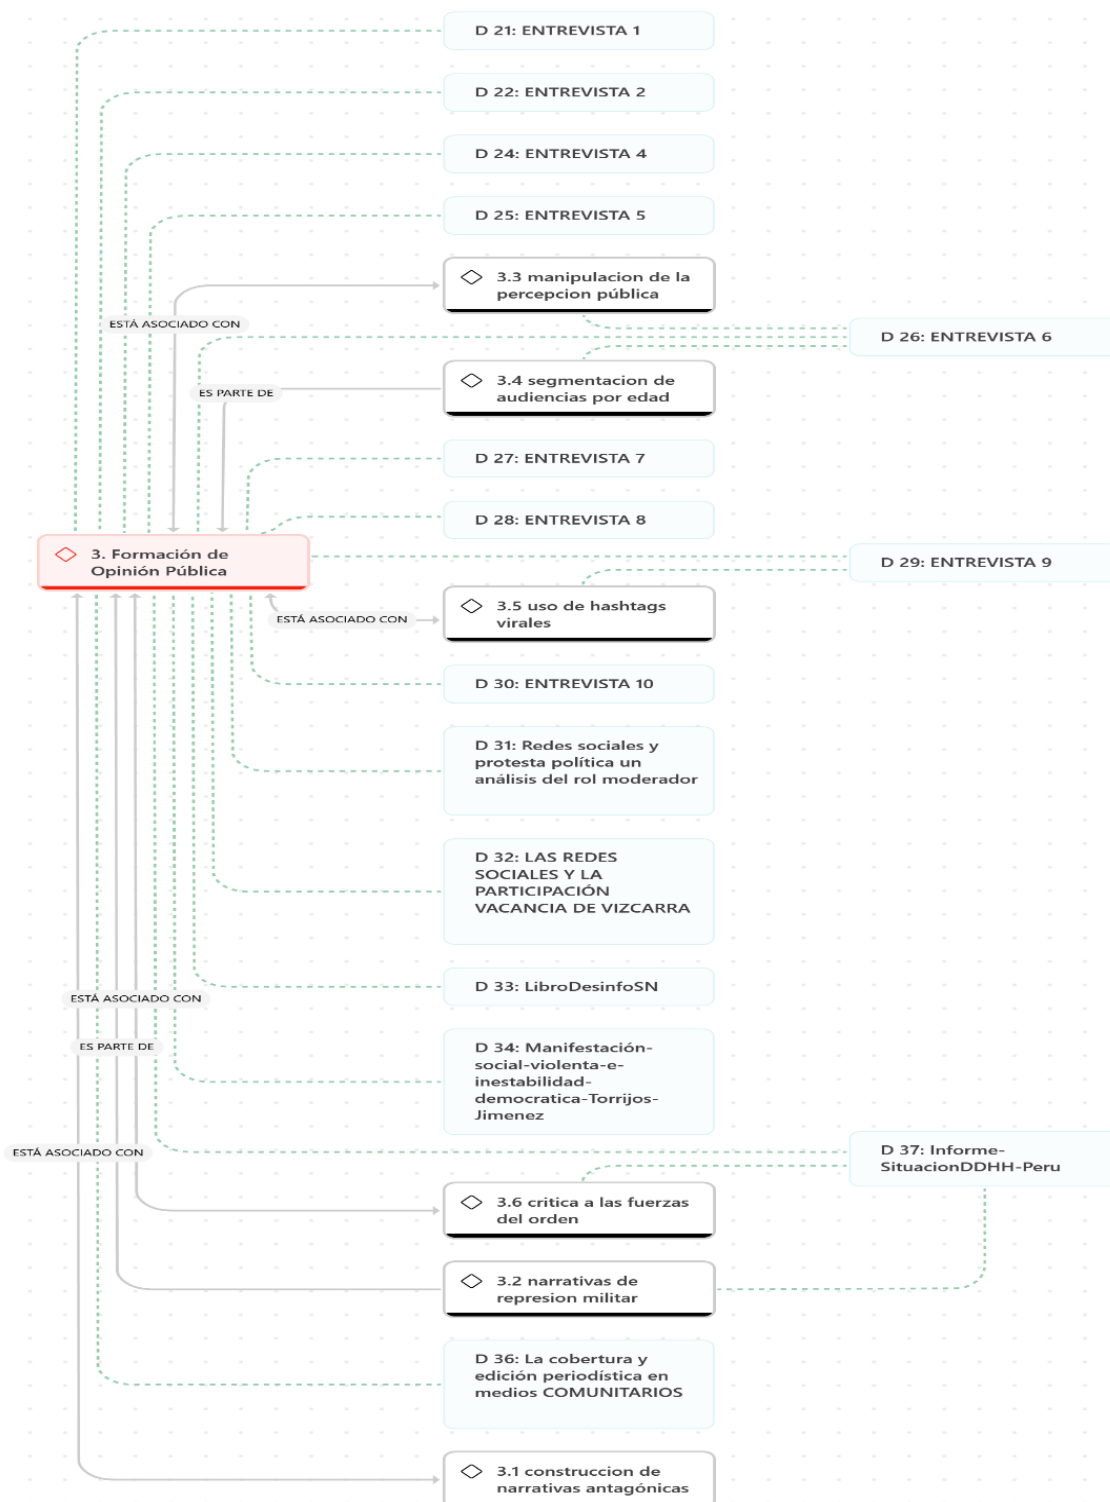 D 21: ENTREVISTA 1
D 22: ENTREVISTA 2
D 24: ENTREVISTA 4
D 25: ENTREVISTA 5
3.3 manipulacion de la
percepcion pública
ESTÁ ASOCIADO CON
D 26: ENTREVISTA 6
3.4 segmentacion de
audiencias por edad
ES PARTE DE
D 27: ENTREVISTA 7
D 28: ENTREVISTA 8
3. Formación de
Opinión Pública
D 29: ENTREVISTA 9
3.5 uso de hashtags
virales
ESTÁ ASOCIADO CON
D 30: ENTREVISTA 10
D 31: Redes sociales y
protesta política un
análisis del rol moderador
D 32: LAS REDES
SOCIALES Y LA
PARTICIPACIÓN
VACANCIA DE VIZCARRA
D 33: LibroDesinfoSN
ESTÁ ASOCIADO CON
ES PARTE DE
D 34: Manifestación-
social-violenta-e-
inestabilidad-
democratica-Torrijos-
Jimenez
ESTÁ ASOCIADO CON
D 37: Informe-
SituacionDDHH-Peru
3.6 critica a las fuerzas
del orden
3.2 narrativas de
represion militar
D 36: La cobertura y
edición periodística en
medios COMUNITARIOS
3.1 construccion de
narrativas antagónicas